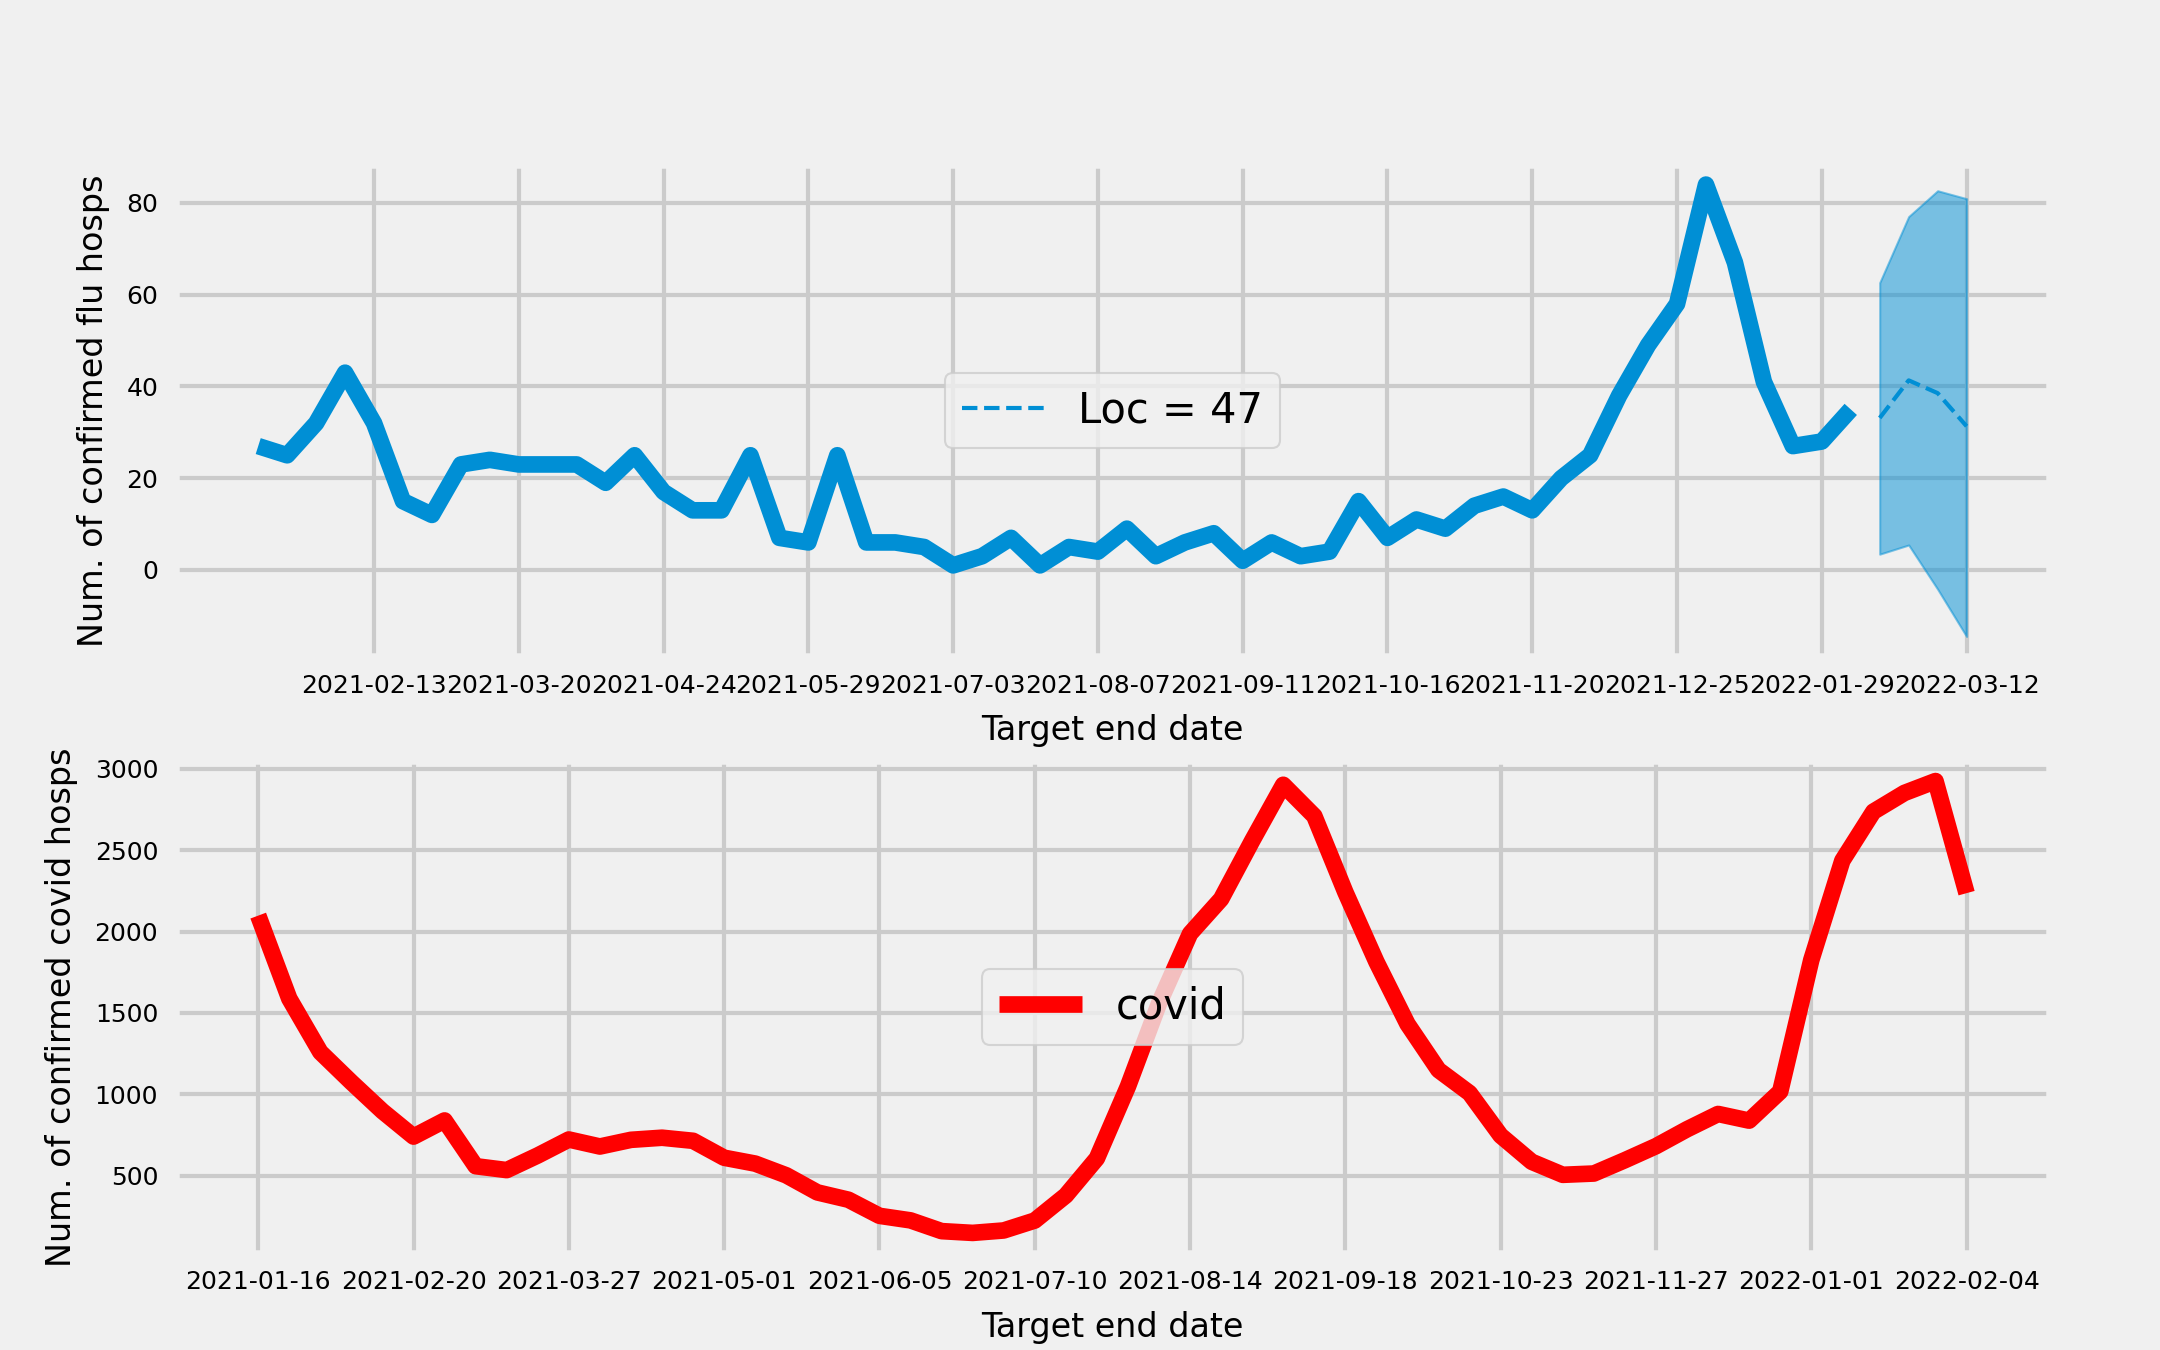 Num. of confirmed flu hosps
80
60
40
20
0
Loc = 47
2021-02-13 2021-03-20 2021-04-24 2021-05-29 2021-07-03 2021-08-07 2021-09-11 2021-10-16 2021-11-20 2021-12-25 2022-01-29 2022-03-12
Target end date
Num. of confirmed covid hosps
3000
2500
2000
1500
1000
500
covid
2021-01-16 2021-02-20 2021-03-27 2021-05-01 2021-06-05 2021-07-10 2021-08-14 2021-09-18 2021-10-23 2021-11-27 2022-01-01 2022-02-04
Target end date